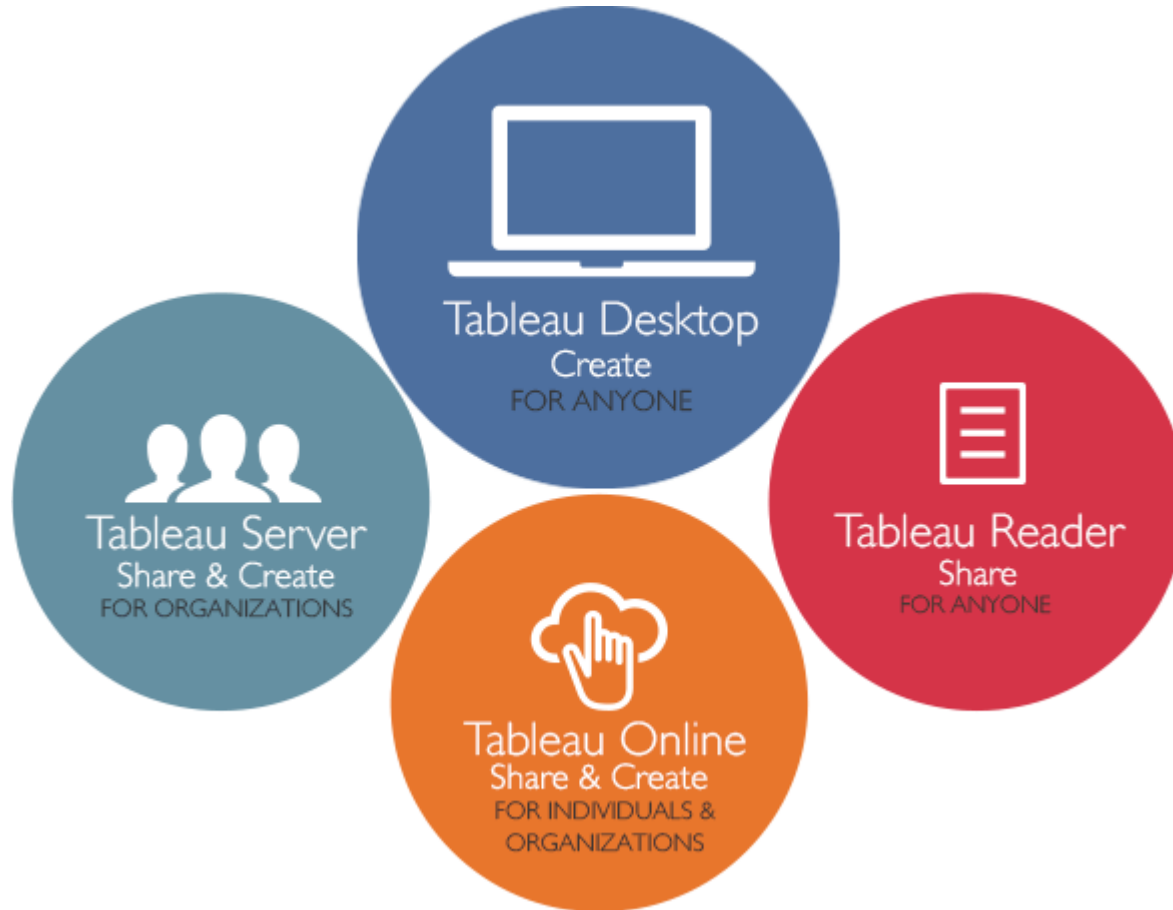 Tableau Desktop
Create
FOR ANYONE
Tableau Server
Share & Create
FOR ORGANIZATIONS
Tableau Reader
Share
FOR ANYONE
Tableau Online
Share & Create
FOR INDIVIDUALS &
ORGANIZATIONS